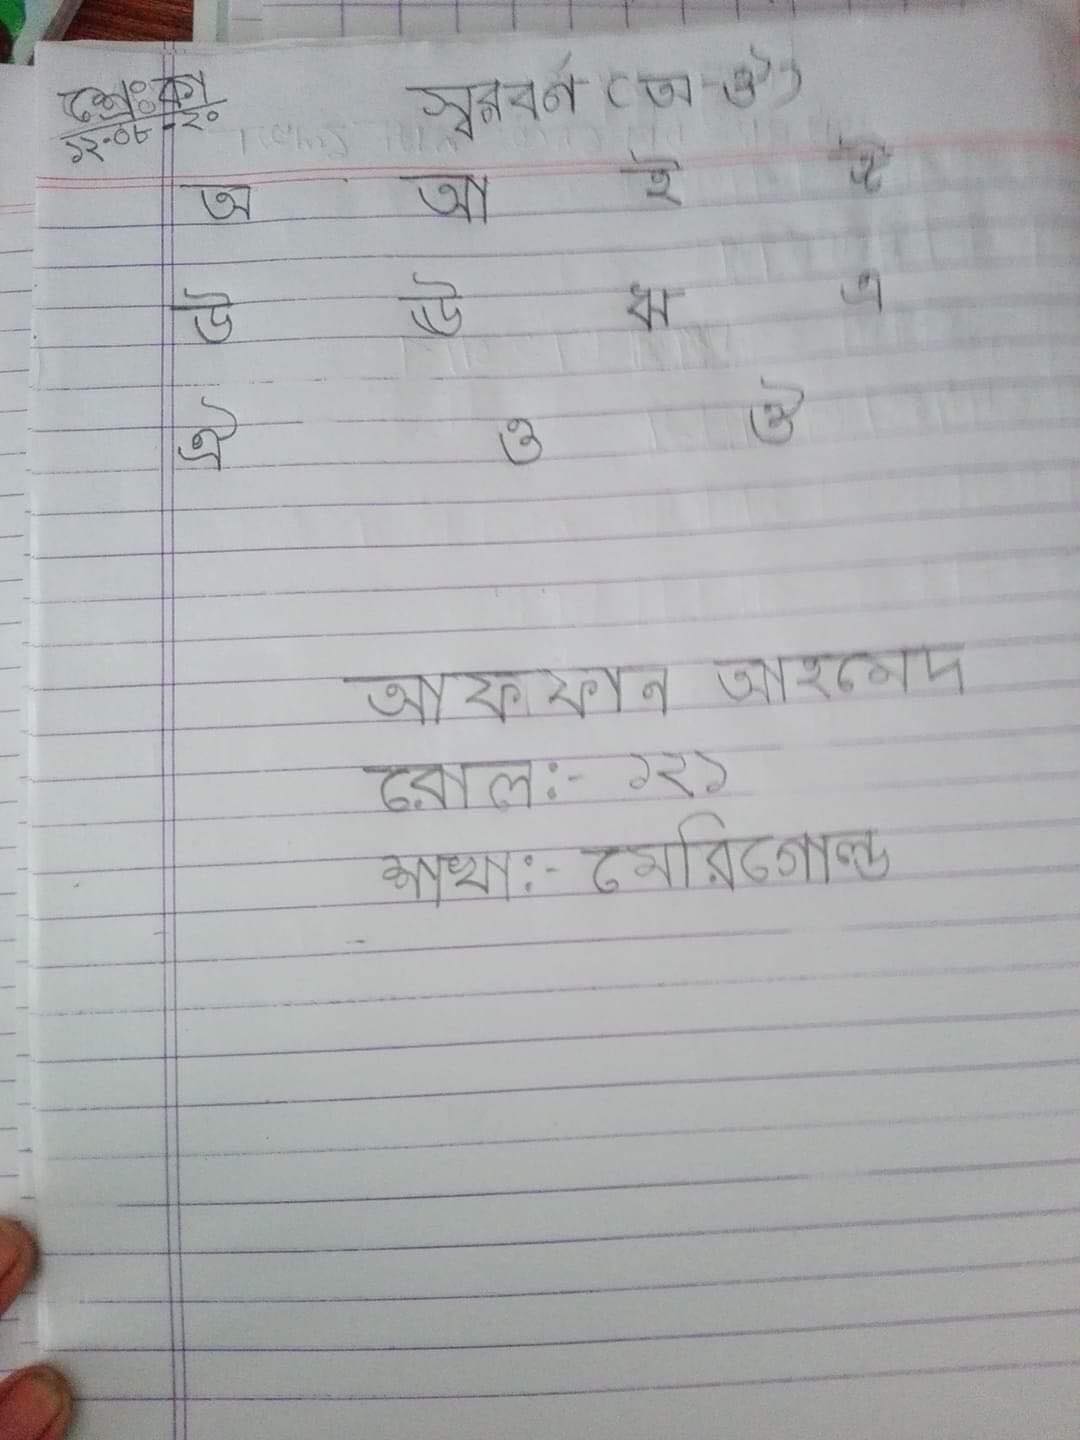 শ্রে:কা স্বরবর্ন (অ-ঔ)
১২-০৮-২০
অ আ ই ঈ
উ ঊ ঋ এ
ঐ ও ঔ
আফফান আহমেদ
রোল:- ১২১
শাখা:- মেরিগোল্ড